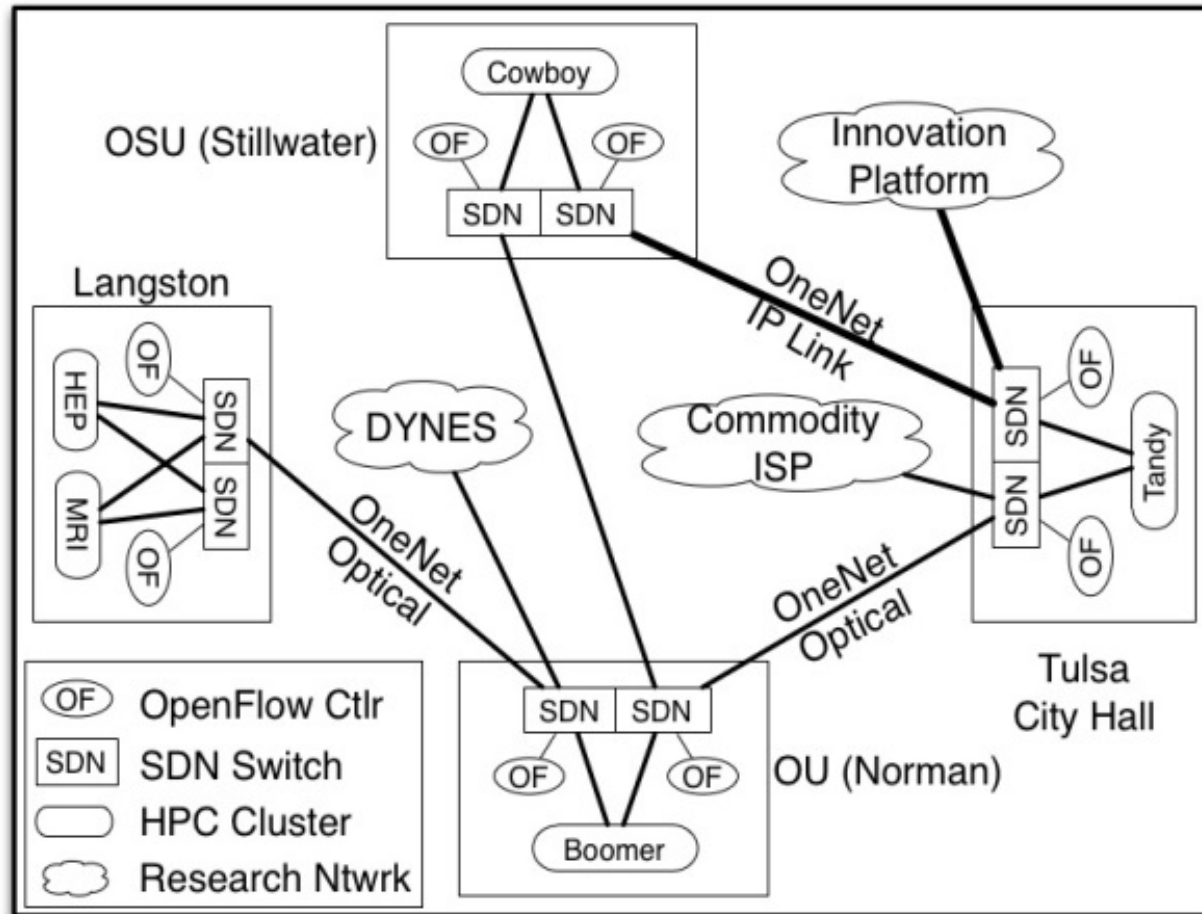 Cowboy
OSU (Stillwater)
OF
OF
SDN
SDN
Innovation
Platform
Langston
OF
HEP
SDN
MRI
SDN
OF
OneNet
IP Link
DYNES
Commodity
ISP
SDN
OF
SDN
OF
Tandy
OneNet
Optical
OneNet
Optical
Tulsa
City Hall
SDN
SDN
OF
OF
OU (Norman)
Boomer
OF OpenFlow Ctlr
SDN SDN Switch
HPC Cluster
Research Ntwrk